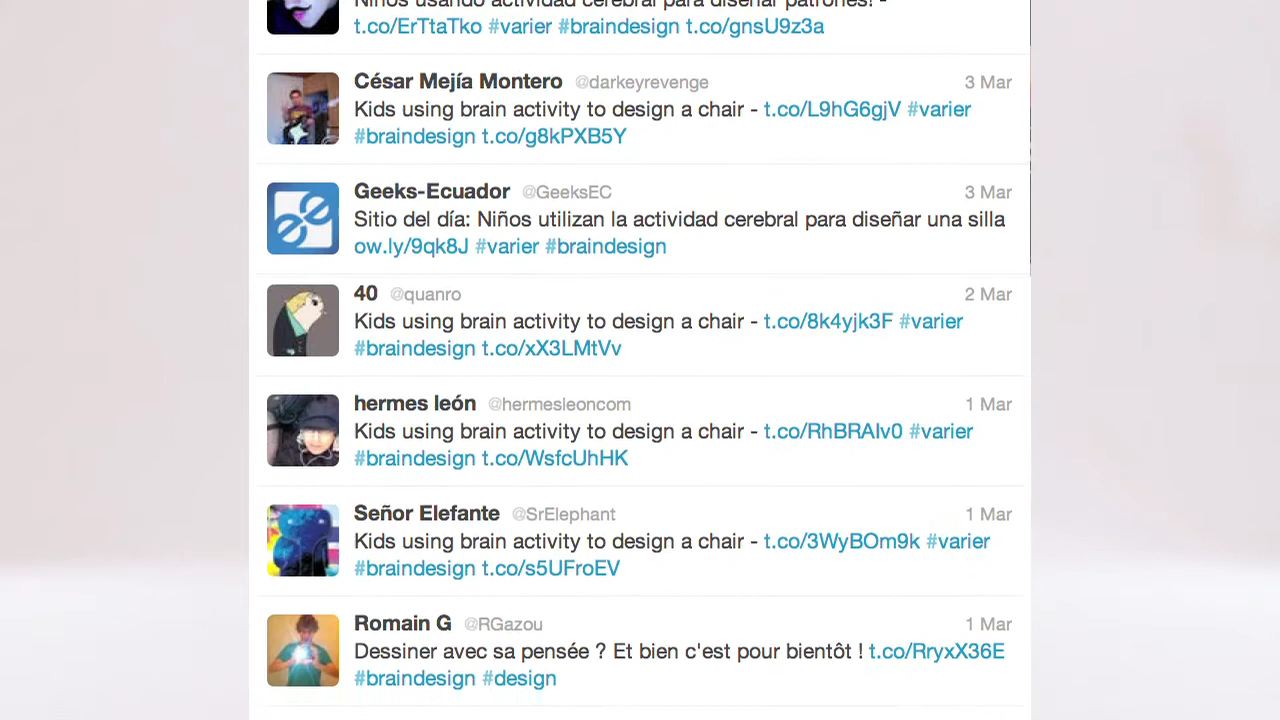 Niños usando actividad cerebral para diseñar patrones! -
t.co/ErTtaTko #varier #braindesign t.co/gnsU9z3a
César Mejía Montero @darkeyrevenge 3 Mar
Kids using brain activity to design a chair - t.co/L9hG6gjV #varier
#braindesign t.co/g8kPXB5Y
Geeks-Ecuador @GeeksEC 3 Mar
Sitio del día: Niños utilizan la actividad cerebral para diseñar una silla
ow.ly/9qk8J #varier #braindesign
40 @quanro 2 Mar
Kids using brain activity to design a chair - t.co/8k4yjk3F #varier
#braindesign t.co/xX3LMtVv
hermes león @hermesleoncom 1 Mar
Kids using brain activity to design a chair - t.co/RhBRAIv0 #varier
#braindesign t.co/WsfcUhHK
Señor Elefante @SrElephant 1 Mar
Kids using brain activity to design a chair - t.co/3WyBOm9k #varier
#braindesign t.co/s5UFroEV
Romain G @RGazou 1 Mar
Dessiner avec sa pensée ? Et bien c'est pour bientôt ! t.co/RryxX36E
#braindesign #design